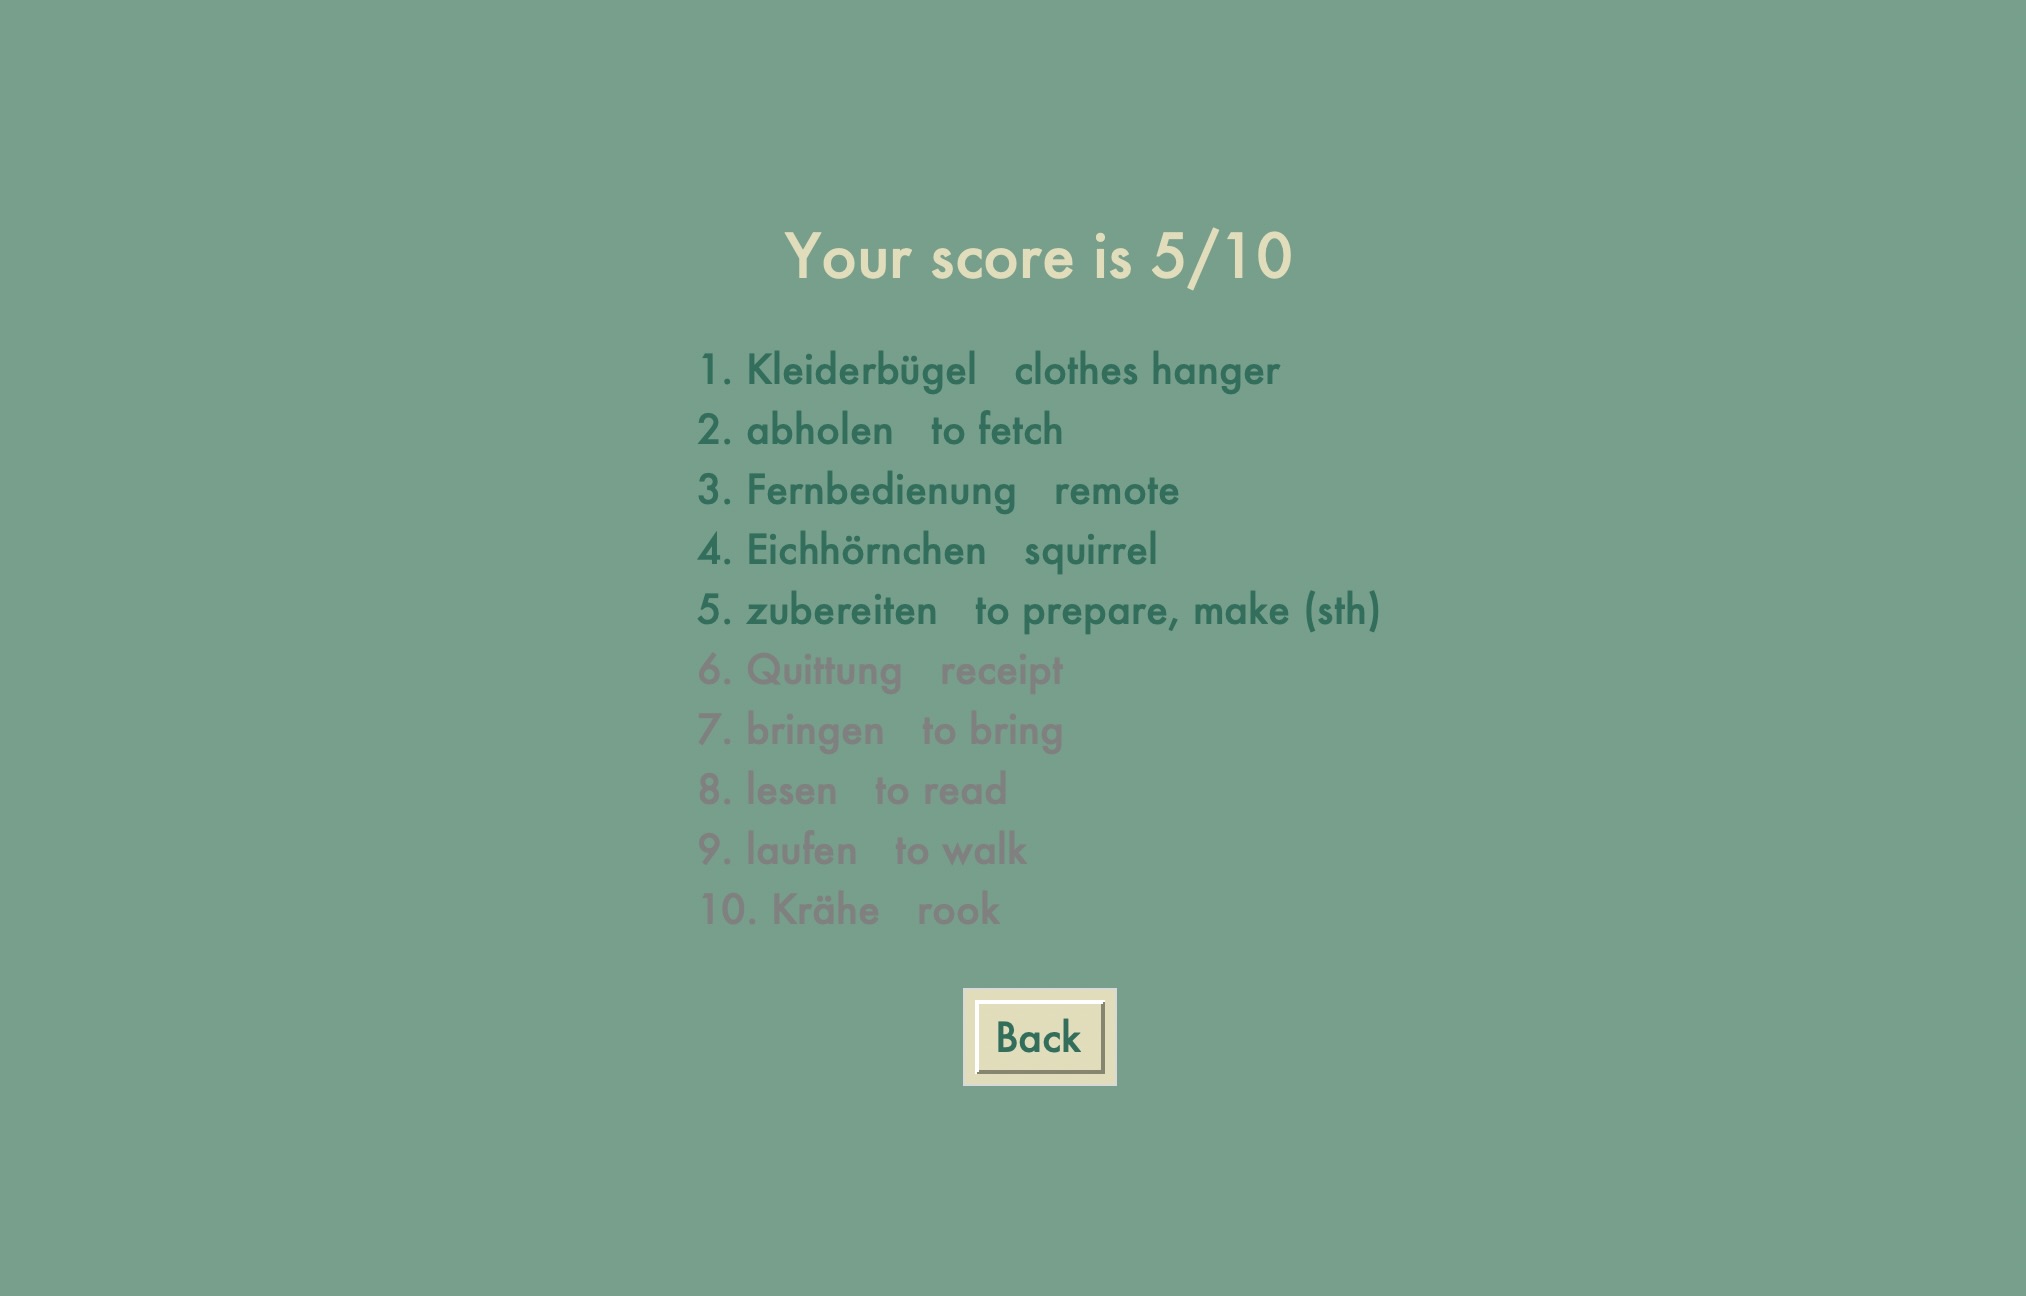 Your score is 5/10
1. Kleiderbügel clothes hanger
2. abholen to fetch
3. Fernbedienung remote
4. Eichhörnchen squirrel
5. zubereiten to prepare, make (sth)
6. Quittung receipt
7. bringen to bring
8. lesen to read
9. laufen to walk
10. Krähe rook
Back